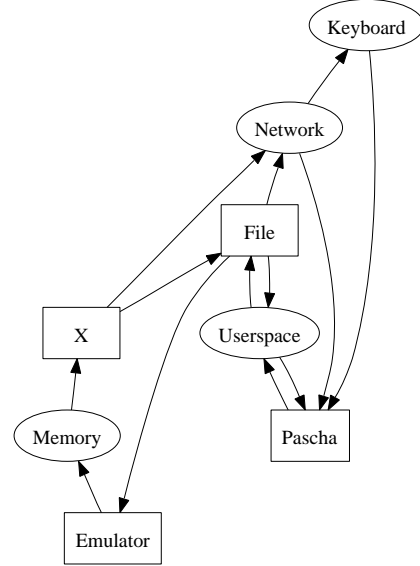 Keyboard
Network
File
X
Userspace
Memory
Pascha
Emulator